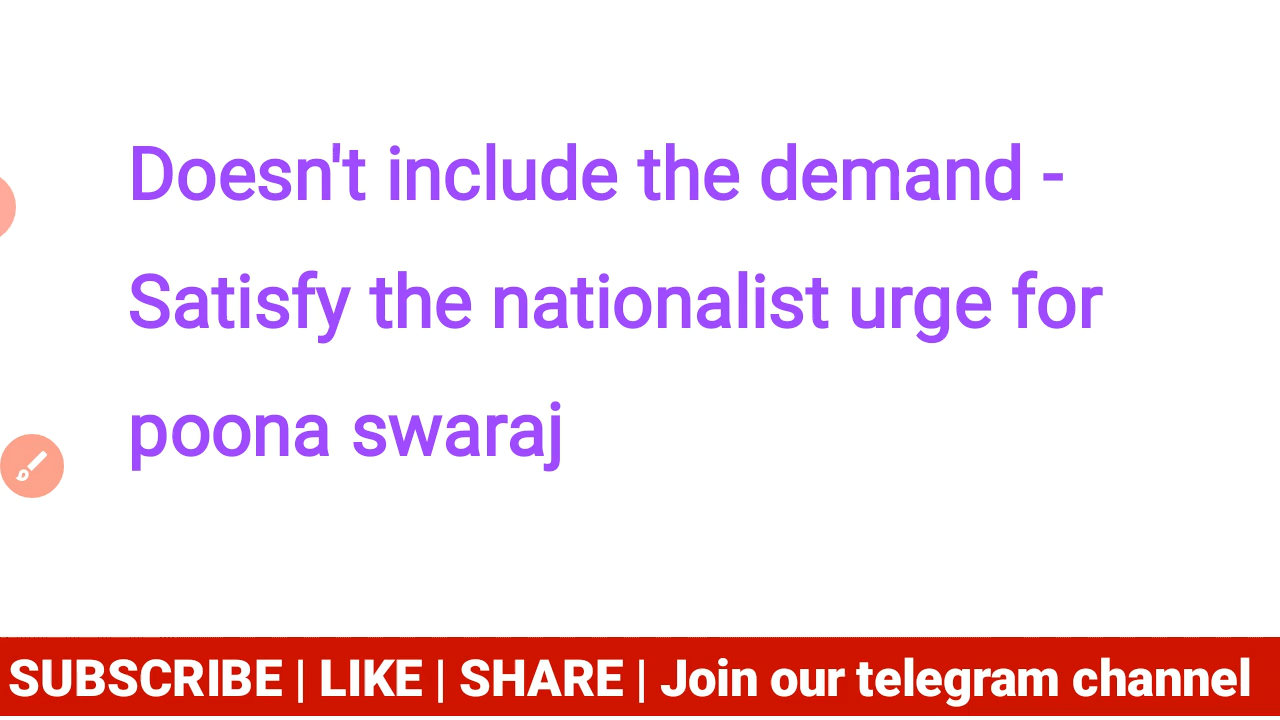 Doesn't include the demand -
Satisfy the nationalist urge for
poona swaraj
SUBSCRIBE | LIKE | SHARE | Join our telegram channel